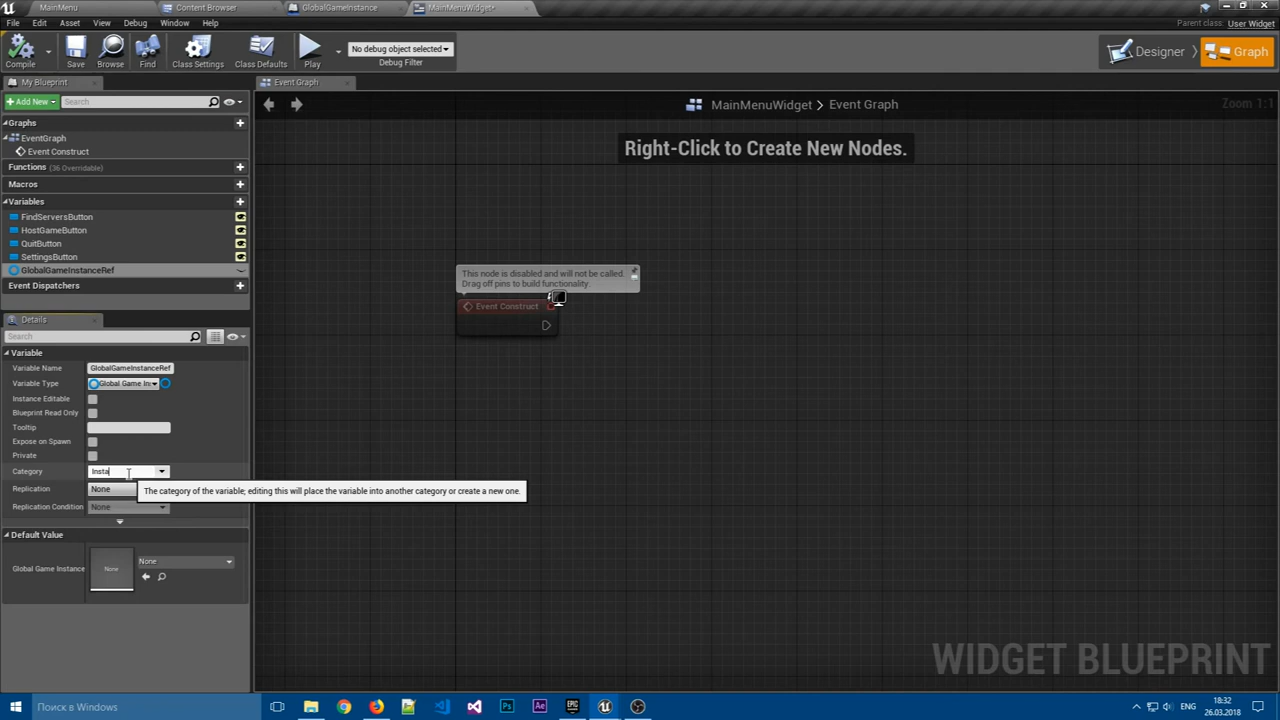 MainMenu
Content Browser
GlobalGameInstance
MainMenuWidget*
File Edit Asset View Debug Window Help
Parent class: User Widget
Compile
Save
Browse
Find
Class Settings
Class Defaults
Play
No debug object selected
Debug Filter
Designer
Graph
My Blueprint
Event Graph
Add New
Search
MainMenuWidget > Event Graph
Zoom 1:1
Right-Click to Create New Nodes.
Graphs
EventGraph
Event Construct
Functions (36 Overridable)
Macros
Variables
FindServersButton
HostGameButton
QuitButton
SettingsButton
GlobalGameInstanceRef
Event Dispatchers
This node is disabled and will not be called.
Drag off pins to build functionality.
Event Construct
Details
Search
Variable
Variable Name GlobalGameInstanceRef
Variable Type Global Game Ins
Instance Editable
Blueprint Read Only
Tooltip
Expose on Spawn
Private
Category Insta
Replication None
The category of the variable; editing this will place the variable into another category or create a new one.
Replication Condition None
Default Value
Global Game Instance None
None
WIDGET BLUEPRINT
Поиск в Windows
Ps
Ae
EPIC
ENG
18:32
26.03.2018